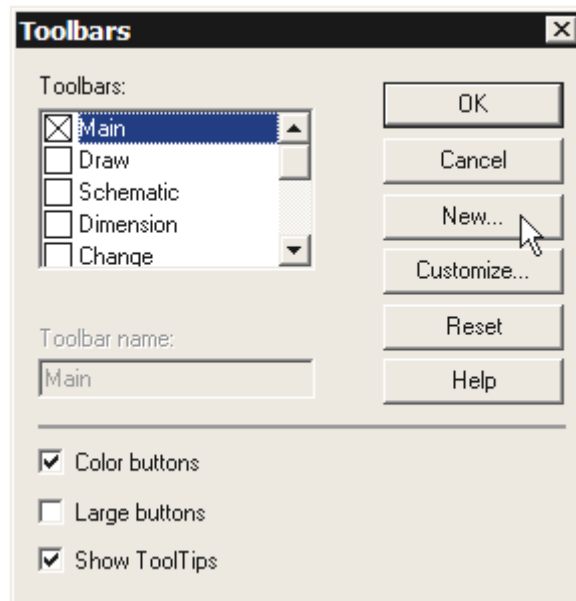 Toolbars
Toolbars:
Main
Draw
Schematic
Dimension
Change
Toolbar name:
Main
OK
Cancel
New...
Customize...
Reset
Help
Color buttons
Large buttons
Show ToolTips